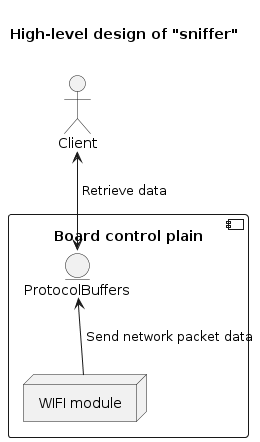 High-level design of "sniffer"
Client
Retrieve data
Board control plain
ProtocolBuffers
Send network packet data
WIFI module